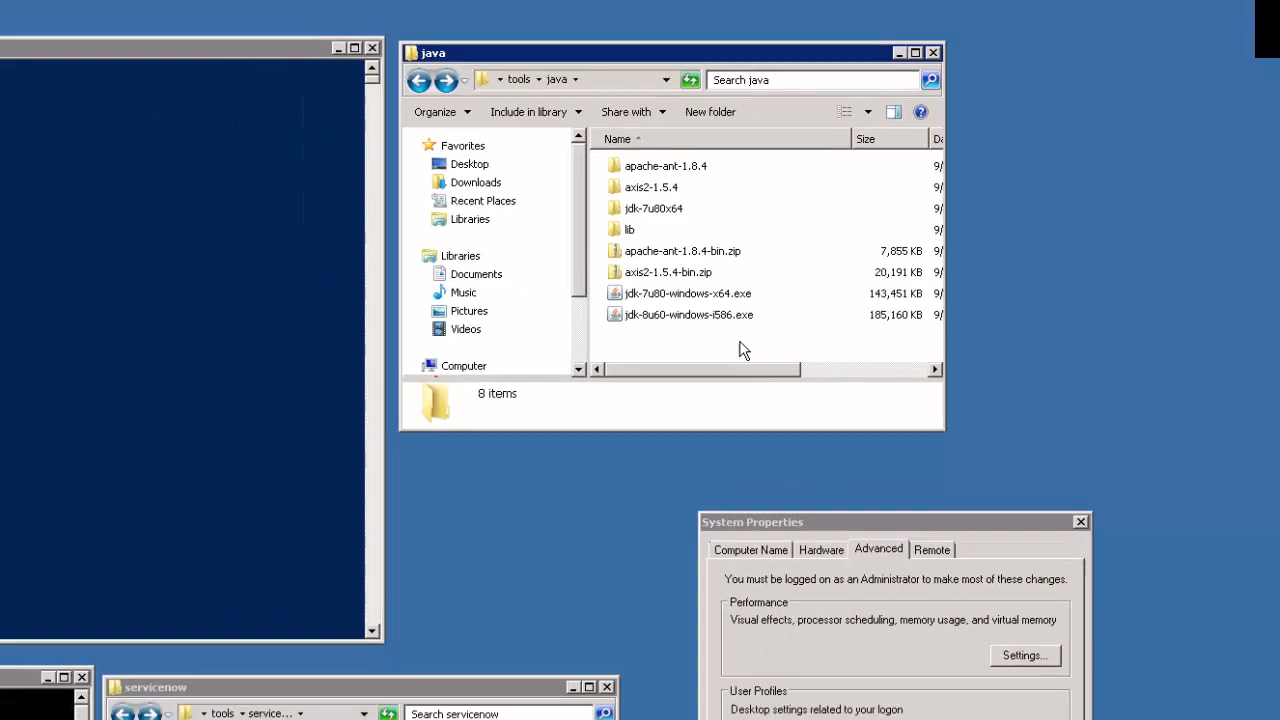 java
tools java
Search java
Organize Include in library Share with New folder
Name Size
Favorites
Desktop
Downloads
Recent Places
Libraries
Libraries
Documents
Music
Pictures
Videos
Computer
apache-ant-1.8.4 9/
axis2-1.5.4 9/
jdk-7u80x64 9/
lib 9/
apache-ant-1.8.4-bin.zip 7,855 KB 9/
axis2-1.5.4-bin.zip 20,191 KB 9/
jdk-7u80-windows-x64.exe 143,451 KB 9/
jdk-8u60-windows-i586.exe 185,160 KB 9/
8 items
System Properties
Computer Name Hardware Advanced Remote
You must be logged on as an Administrator to make most of these changes.
Performance
Visual effects, processor scheduling, memory usage, and virtual memory
Settings...
User Profiles
Desktop settings related to your logon
servicenow
tools service...
Search servicenow